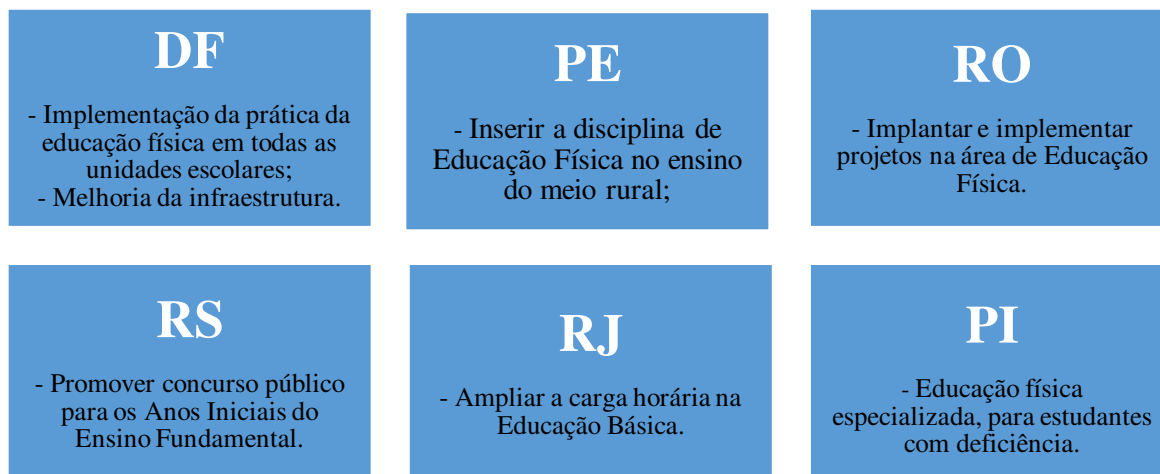 DF
- Implementação da prática da
educação física em todas as
unidades escolares;
- Melhoria da infraestrutura.
PE
- Inserir a disciplina de
Educação Física no ensino
do meio rural;
RO
- Implantar e implementar
projetos na área de Educação
Física.
RS
- Promover concurso público
para os Anos Iniciais do
Ensino Fundamental.
RJ
- Ampliar a carga horária na
Educação Básica.
PI
- Educação física
especializada, para estudantes
com deficiência.